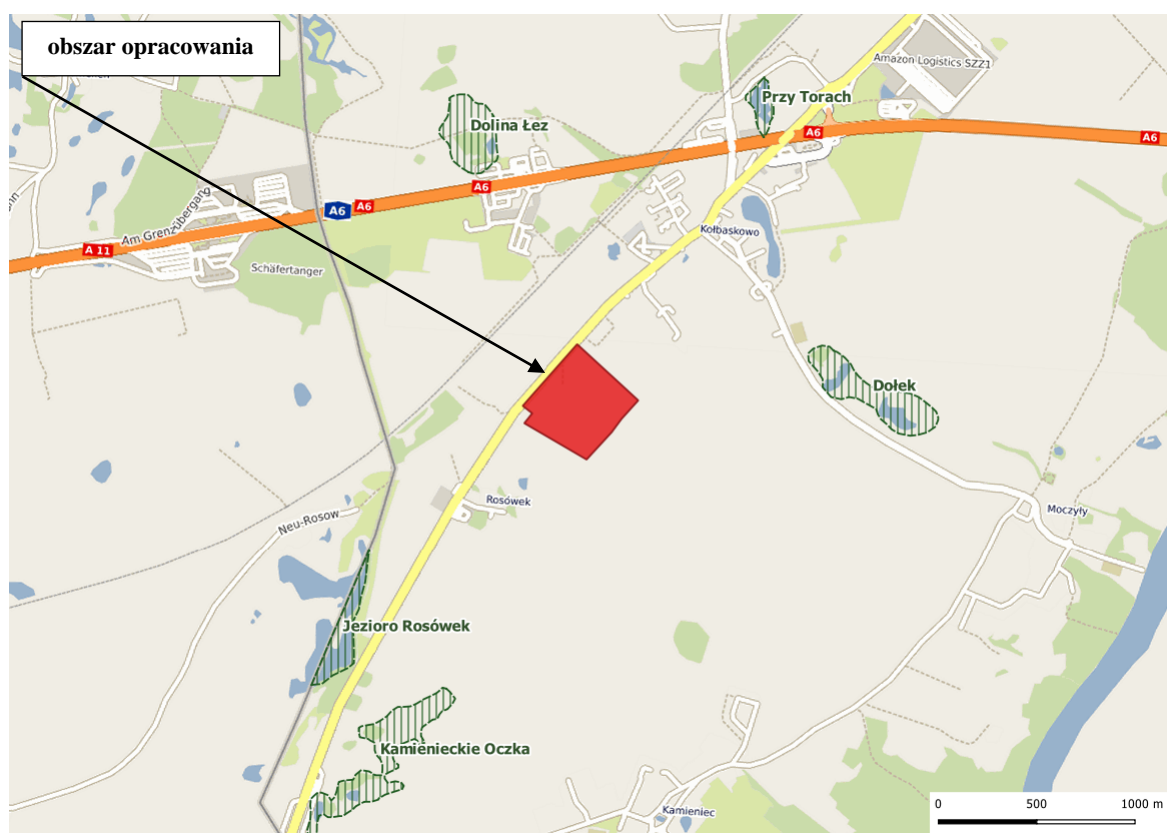 obszar opracowania
Amazon Logistics SZZ1
Przy Torach
Dolina Łez
A6
A6
A6
A6
A6
Am Grenzübergang
A 11
Schäfertanger
Kołbaskowo
Dołek
Rosówek
Neu-Rosow
Moczyły
Jezioro Rosówek
Kamienieckie Oczka
Kamieniec
0 500 1000 m